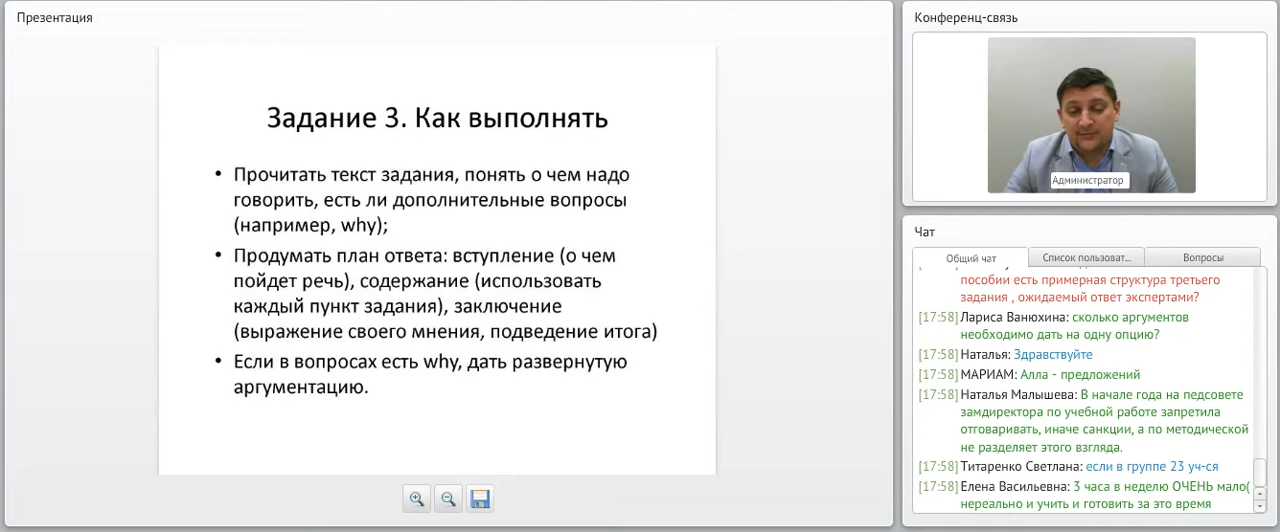 Презентация
Задание 3. Как выполнять
• Прочитать текст задания, понять о чем надо
говорить, есть ли дополнительные вопросы
(например, why);
• Продумать план ответа: вступление (о чем
пойдет речь), содержание (использовать
каждый пункт задания), заключение
(выражение своего мнения, подведение итога)
• Если в вопросах есть why, дать развернутую
аргументацию.
Конференц-связь
Администратор
Чат
Общий чат
Список пользоват...
Вопросы
пособии есть примерная структура третьего
задания , ожидаемый ответ экспертами?
[17:58] Лариса Ванюхина: сколько аргументов
необходимо дать на одну опцию?
[17:58] Наталья: Здравствуйте
[17:58] МАРИАМ: Алла - предложений
[17:58] Наталья Малышева: В начале года на педсовете
замдиректора по учебной работе запретила
отговаривать, иначе санкции, а по методической
не разделяет этого взгляда.
[17:58] Титаренко Светлана: если в группе 23 уч-ся
[17:58] Елена Васильевна: 3 часа в неделю ОЧЕНЬ мало(
нереально и учить и готовить за это время